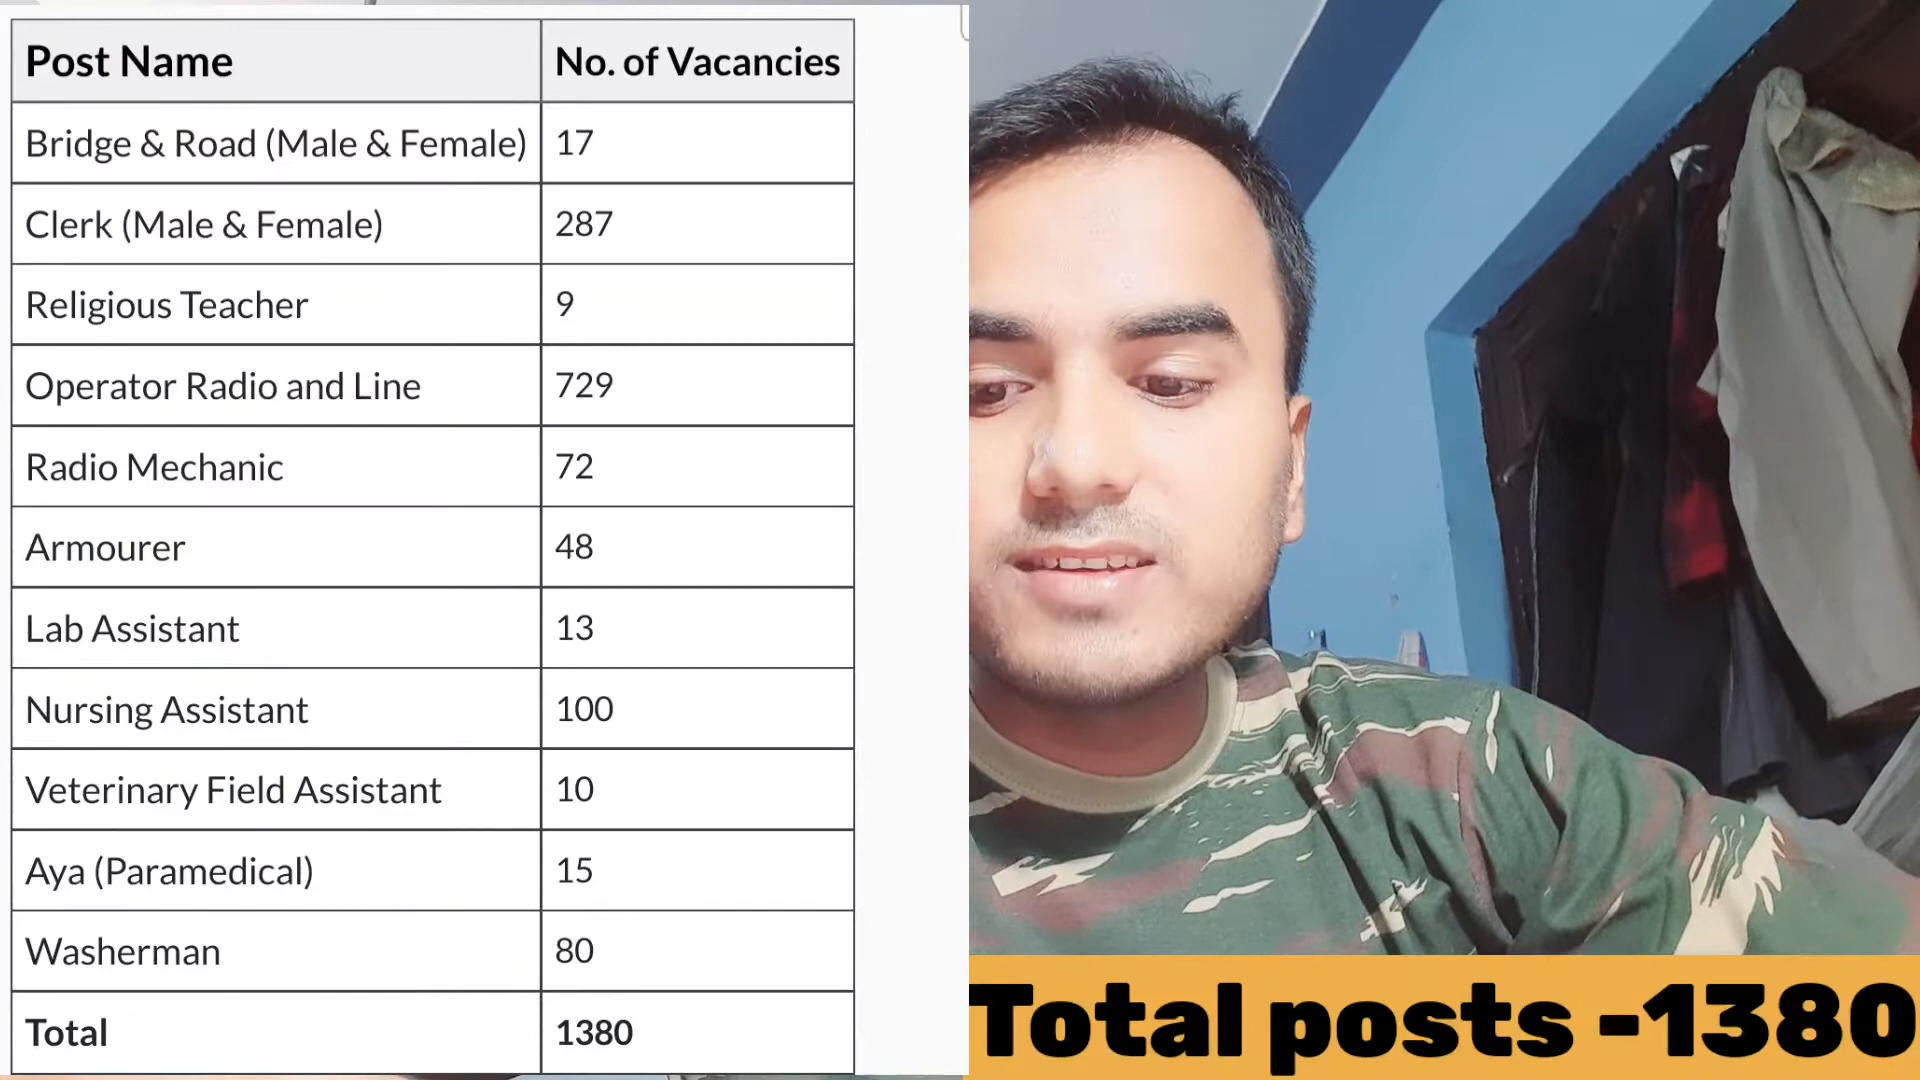 Post Name No. of Vacancies
Bridge & Road (Male & Female) 17
Clerk (Male & Female) 287
Religious Teacher 9
Operator Radio and Line 729
Radio Mechanic 72
Armourer 48
Lab Assistant 13
Nursing Assistant 100
Veterinary Field Assistant 10
Aya (Paramedical) 15
Washerman 80
Total 1380
Total posts -1380